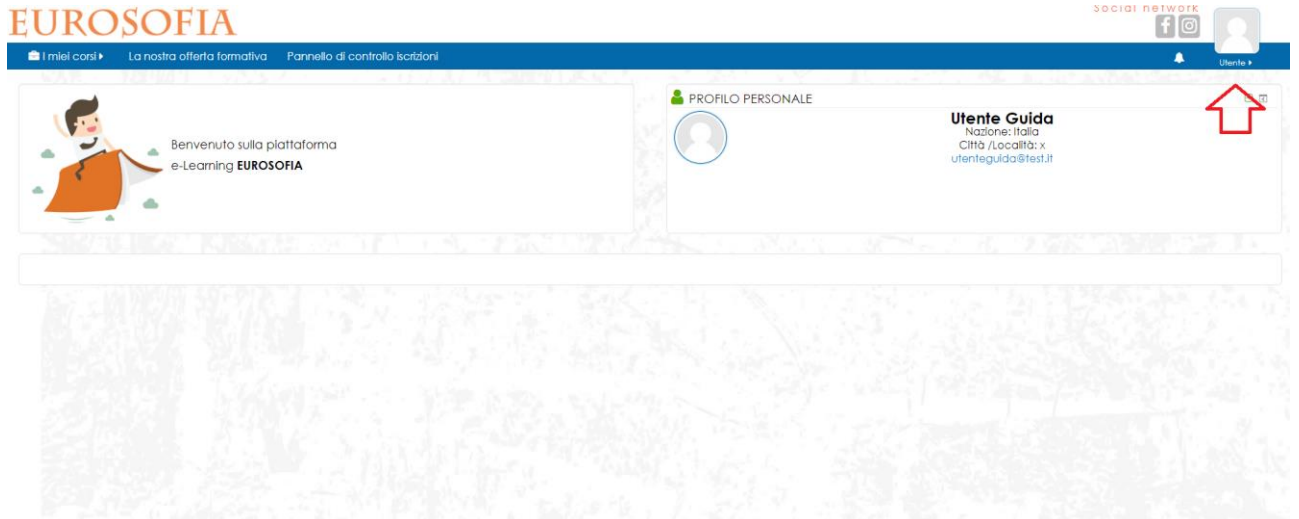 Social network
EUROSOFIA
I miei corsi
La nostra offerta formativa
Pannello di controllo iscrizioni
Utente
Benvenuto sulla piattaforma
e-Learning EUROSOFIA
PROFILO PERSONALE
Utente Guida
Nazione: Italia
Città /Località: x
utenteguida@test.it